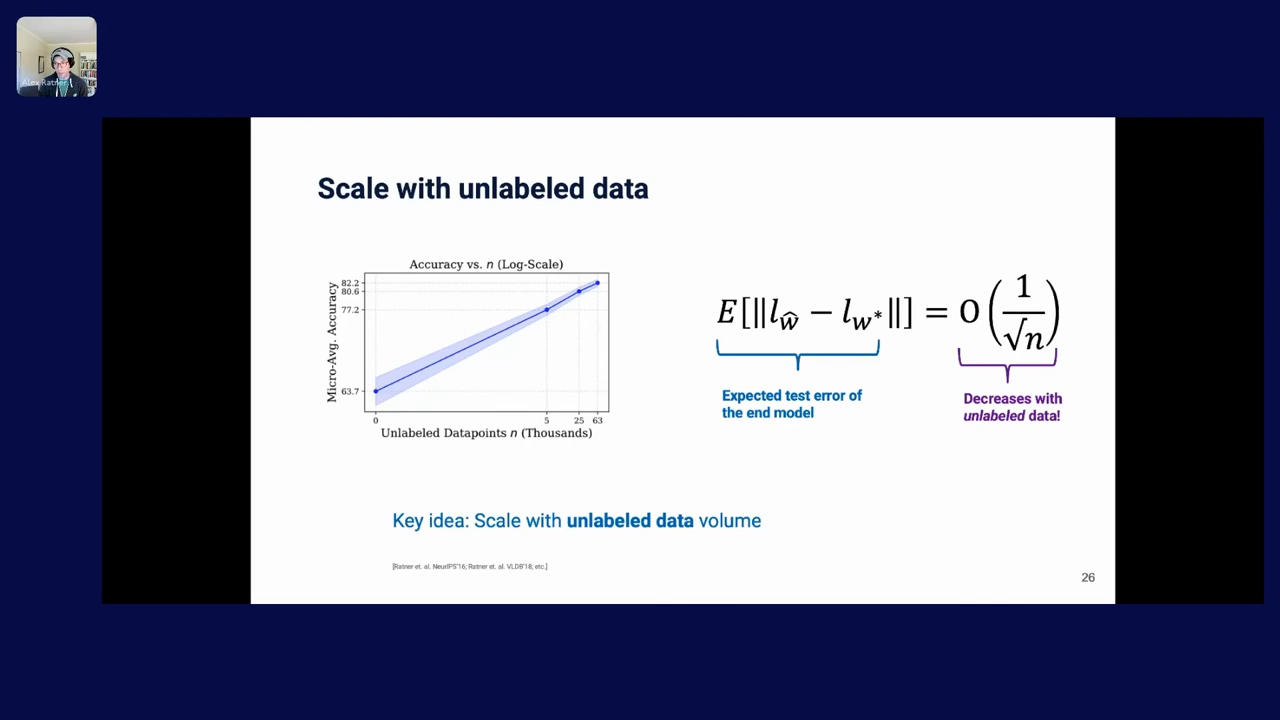 Alex Ratner
Scale with unlabeled data
Accuracy vs. n (Log-Scale)
Micro-Avg. Accuracy
82.2
80.6
77.2
63.7
0 5 25 63
Unlabeled Datapoints n (Thousands)
E[‖l_ŵ − l_w*‖] = O(1/√n)
Expected test error of
the end model
Decreases with
unlabeled data!
Key idea: Scale with unlabeled data volume
[Ratner et. al. NeurIPS'16; Ratner et. al. VLDB'18; etc.]
26